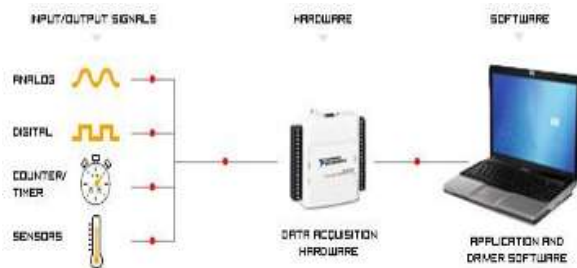 INPUT/OUTPUT SIGNALS
HARDWARE
SOFTWARE
ANALOG
DIGITAL
COUNTER/
TIMER
SENSORS
DATA ACQUISITION
HARDWARE
APPLICATION AND
DRIVER SOFTWARE